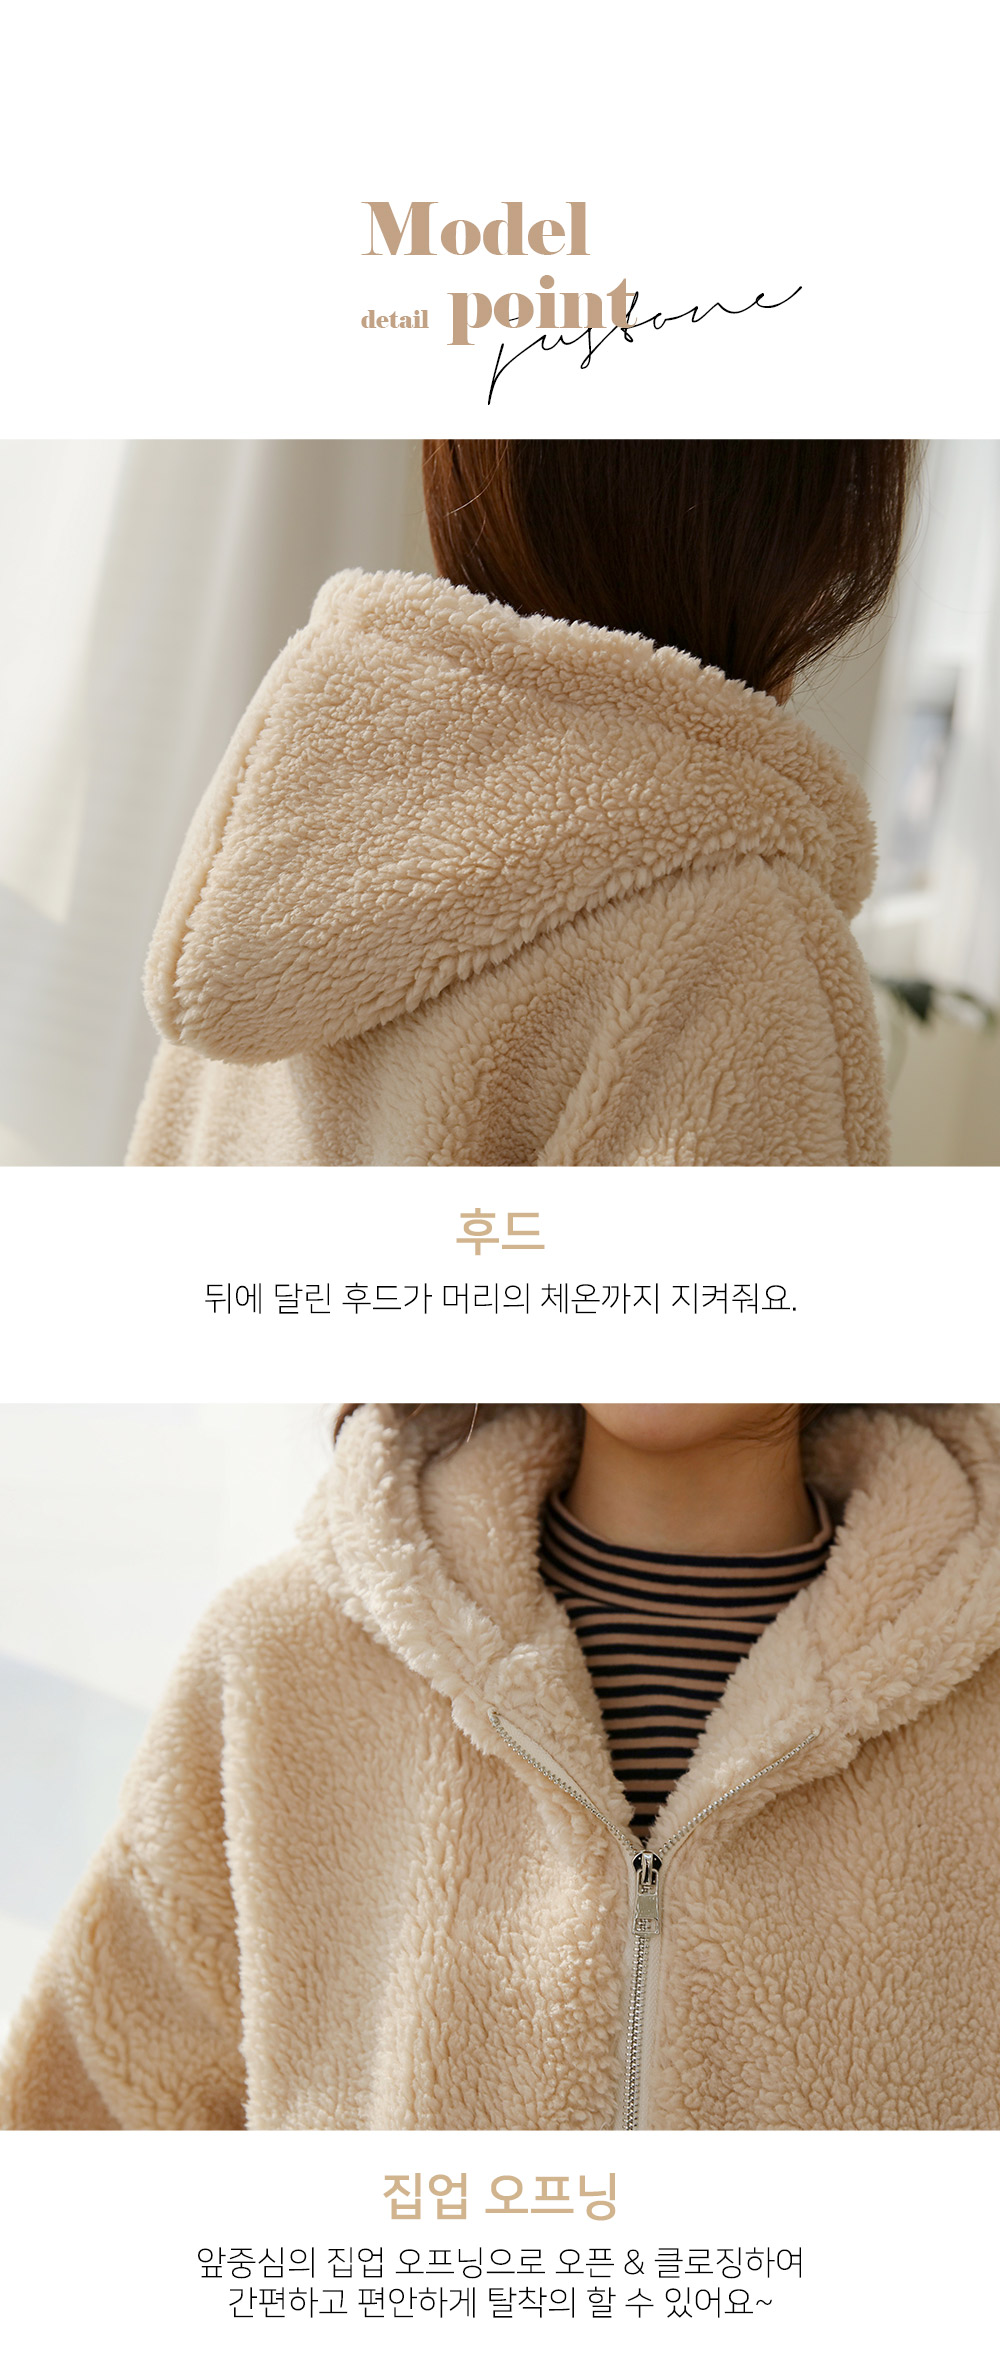 Model
detail point
justone
후드
뒤에 달린 후드가 머리의 체온까지 지켜줘요.
집업 오프닝
앞중심의 집업 오프닝으로 오픈 & 클로징하여
간편하고 편안하게 탈착의 할 수 있어요~